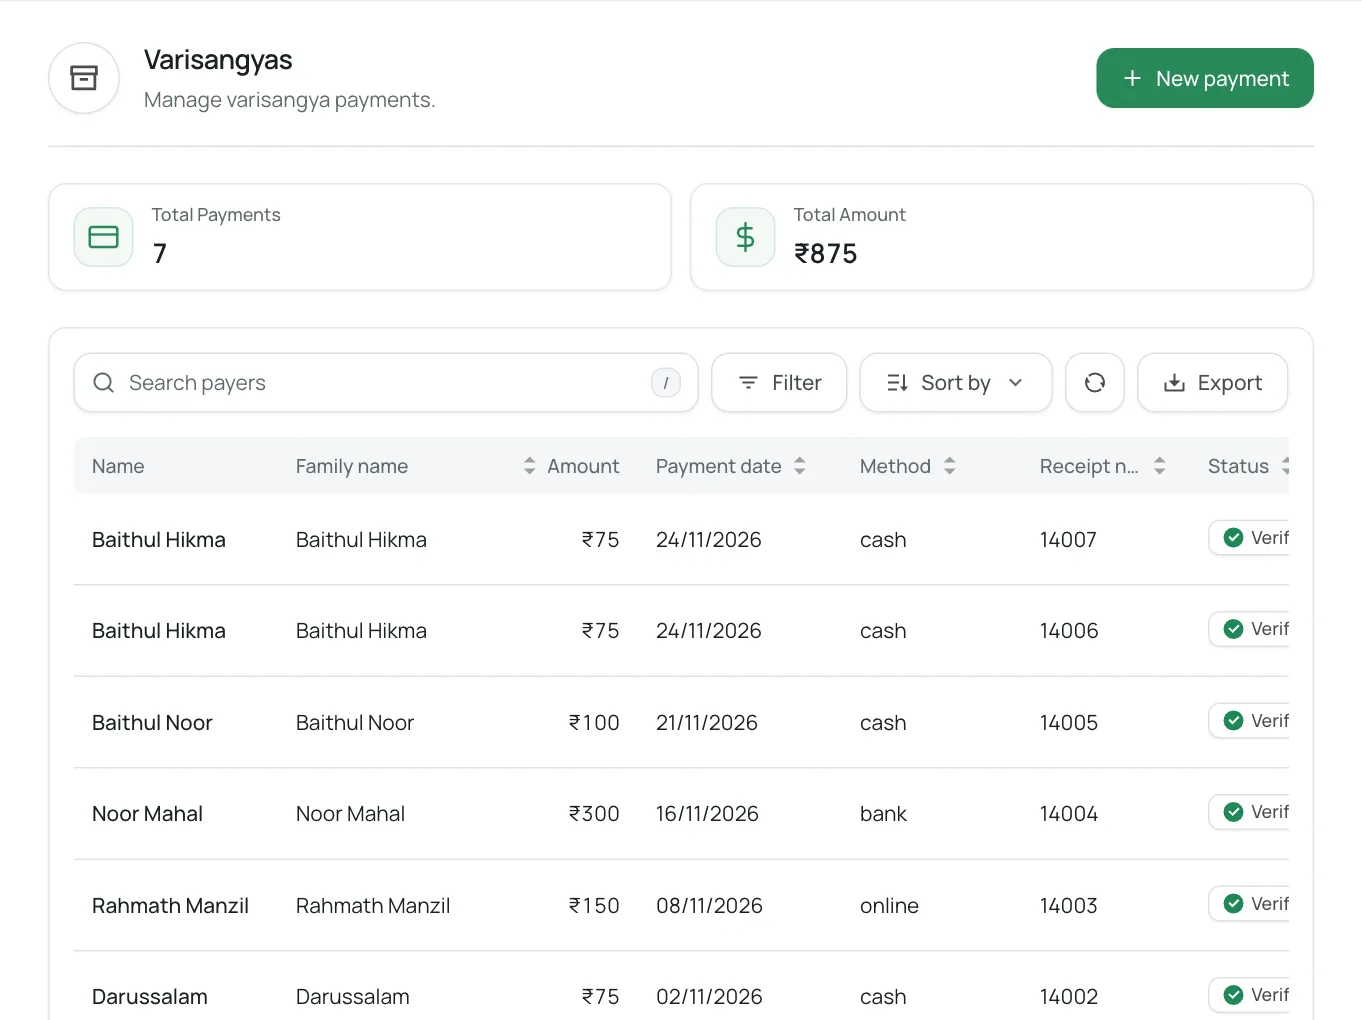 Varisangyas
Manage varisangya payments.
+ New payment
Total Payments
7
$
Total Amount
₹875
Search payers /
Filter
Sort by
Export
Name Family name Amount Payment date Method Receipt n... Status
Baithul Hikma Baithul Hikma ₹75 24/11/2026 cash 14007 Verif
Baithul Hikma Baithul Hikma ₹75 24/11/2026 cash 14006 Verif
Baithul Noor Baithul Noor ₹100 21/11/2026 cash 14005 Verif
Noor Mahal Noor Mahal ₹300 16/11/2026 bank 14004 Verif
Rahmath Manzil Rahmath Manzil ₹150 08/11/2026 online 14003 Verif
Darussalam Darussalam ₹75 02/11/2026 cash 14002 Verif